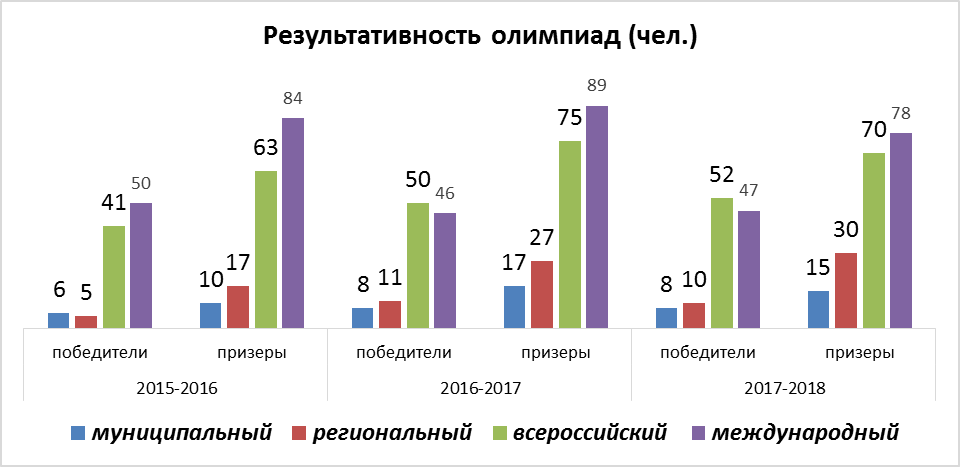 Результативность олимпиад (чел.)
6 5 41 50 10 17 63 84 8 11 50 46 17 27 75 89 8 10 52 47 15 30 70 78
победители призеры победители призеры победители призеры
2015-2016 2016-2017 2017-2018
муниципальный региональный всероссийский международный